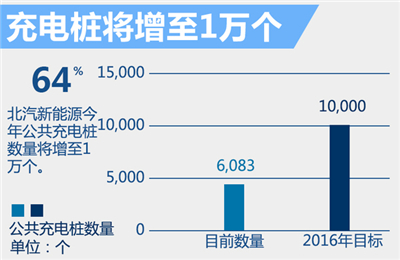 充电桩将增至1万个
64%
北汽新能源今
年公共充电桩
数量将增至1
万个。
公共充电桩数量
单位：个
15,000
10,000
5,000
0
6,083
10,000
目前数量
2016年目标